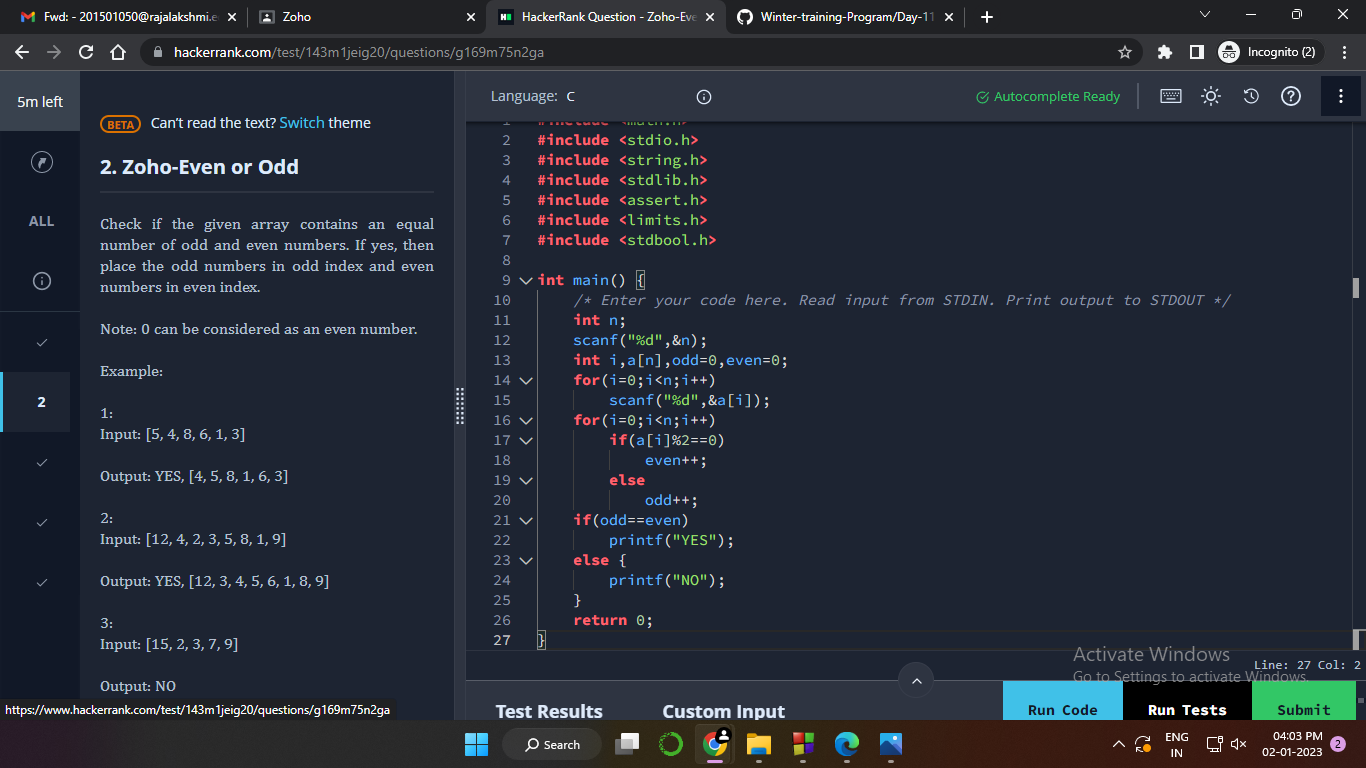 Fwd: - 201501050@rajalakshmi.e
Zoho
HackerRank Question - Zoho-Eve
Winter-training-Program/Day-11
hackerrank.com/test/143m1jeig20/questions/g169m75n2ga
Incognito (2)
5m left
ALL
2
BETA Can't read the text? Switch theme
2. Zoho-Even or Odd
Check if the given array contains an equal
number of odd and even numbers. If yes, then
place the odd numbers in odd index and even
numbers in even index.
Note: 0 can be considered as an even number.
Example:
1:
Input: [5, 4, 8, 6, 1, 3]
Output: YES, [4, 5, 8, 1, 6, 3]
2:
Input: [12, 4, 2, 3, 5, 8, 1, 9]
Output: YES, [12, 3, 4, 5, 6, 1, 8, 9]
3:
Input: [15, 2, 3, 7, 9]
Output: NO
https://www.hackerrank.com/test/143m1jeig20/questions/g169m75n2ga
Language: C
Autocomplete Ready
1 #include <math.h>
2 #include <stdio.h>
3 #include <string.h>
4 #include <stdlib.h>
5 #include <assert.h>
6 #include <limits.h>
7 #include <stdbool.h>
8
9 int main() {
10 /* Enter your code here. Read input from STDIN. Print output to STDOUT */
11 int n;
12 scanf("%d",&n);
13 int i,a[n],odd=0,even=0;
14 for(i=0;i<n;i++)
15 scanf("%d",&a[i]);
16 for(i=0;i<n;i++)
17 if(a[i]%2==0)
18 even++;
19 else
20 odd++;
21 if(odd==even)
22 printf("YES");
23 else {
24 printf("NO");
25 }
26 return 0;
27 }
Activate Windows
Go to Settings to activate Windows.
Line: 27 Col: 2
Test Results
Custom Input
Run Code
Run Tests
Submit
Search
ENG
IN
04:03 PM
02-01-2023
2